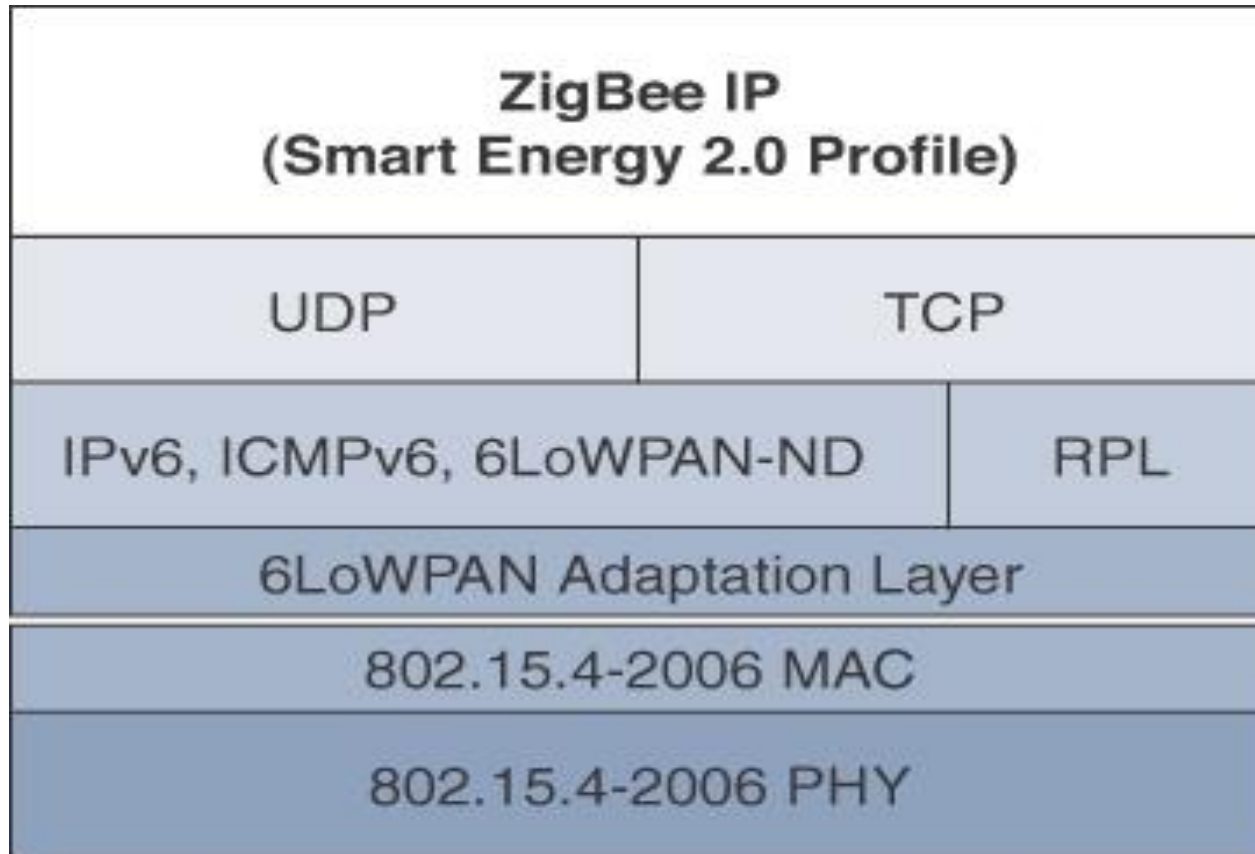 ZigBee IP
(Smart Energy 2.0 Profile)
UDP
TCP
IPv6, ICMPv6, 6LoWPAN-ND
RPL
6LoWPAN Adaptation Layer
802.15.4-2006 MAC
802.15.4-2006 PHY